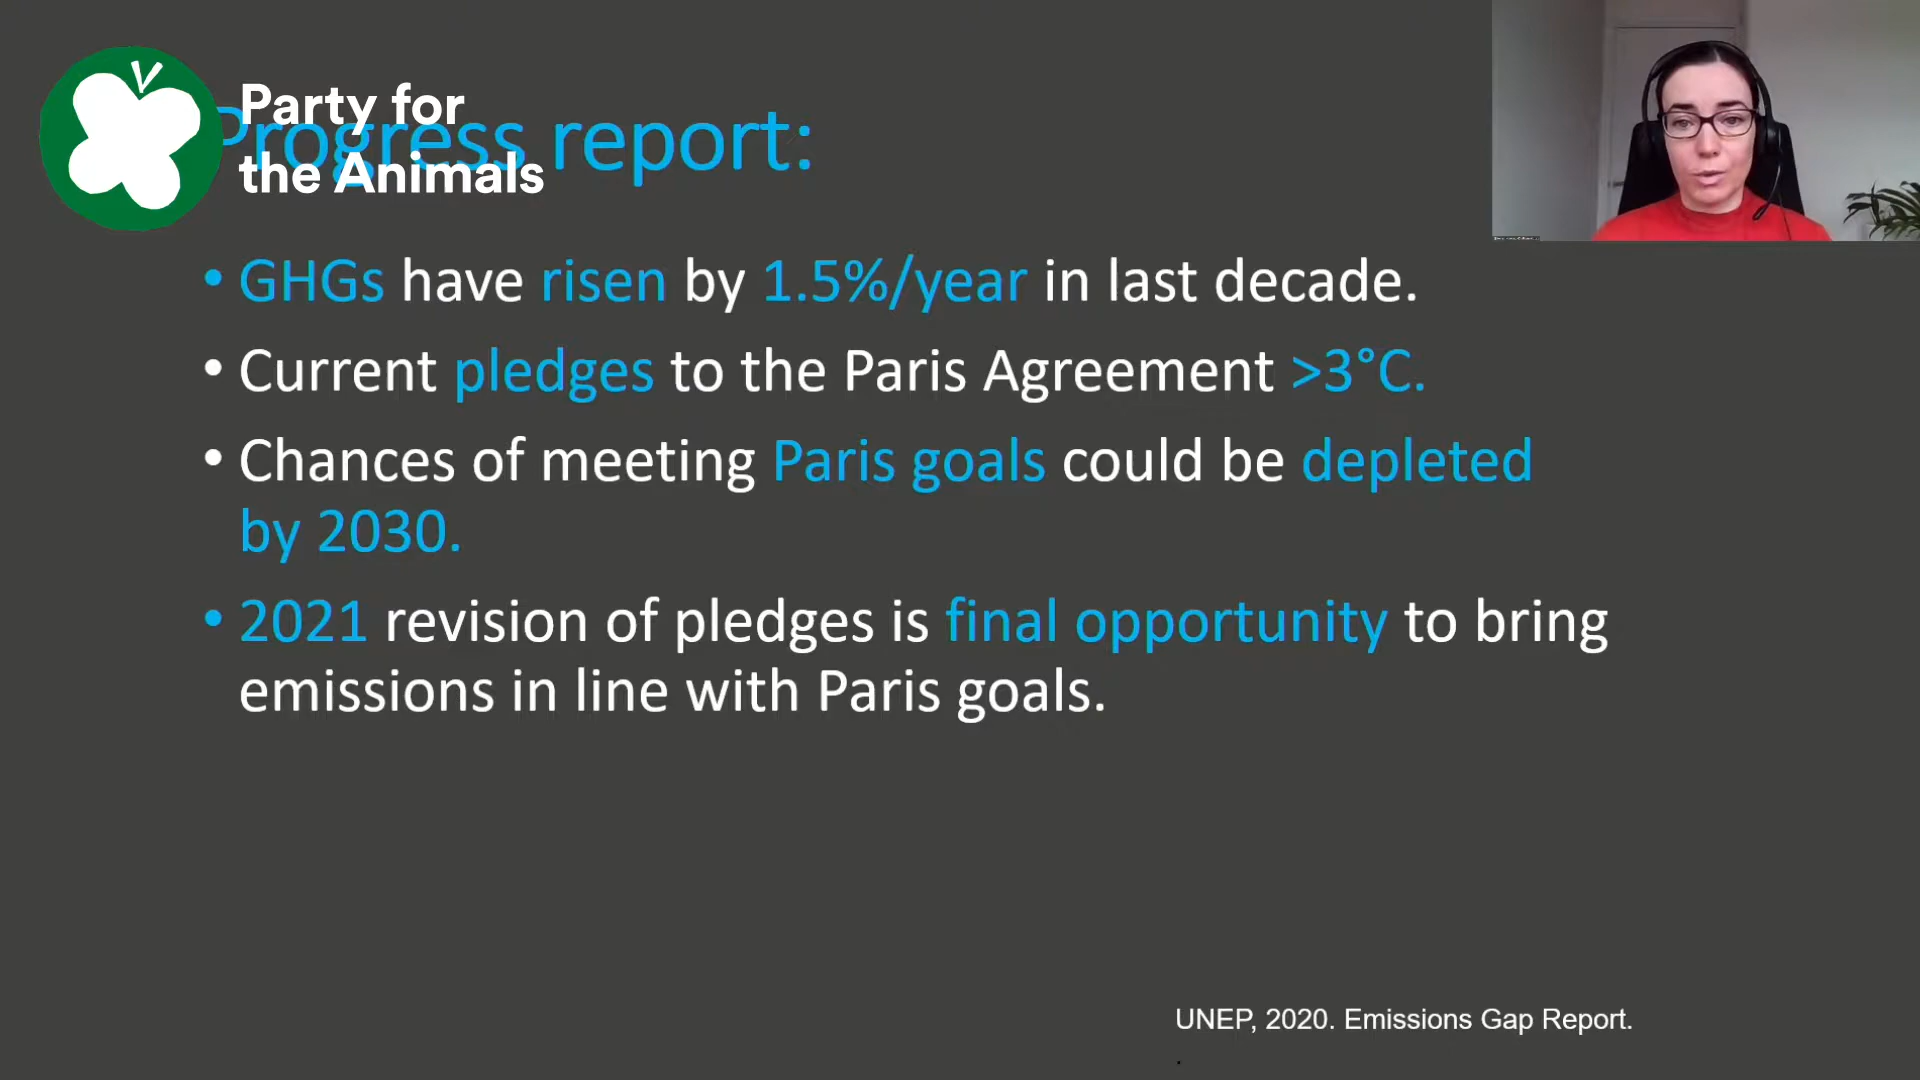 Party for
the Animals
Progress report:
• GHGs have risen by 1.5%/year in last decade.
• Current pledges to the Paris Agreement >3°C.
• Chances of meeting Paris goals could be depleted
by 2030.
• 2021 revision of pledges is final opportunity to bring
emissions in line with Paris goals.
UNEP, 2020. Emissions Gap Report.
.